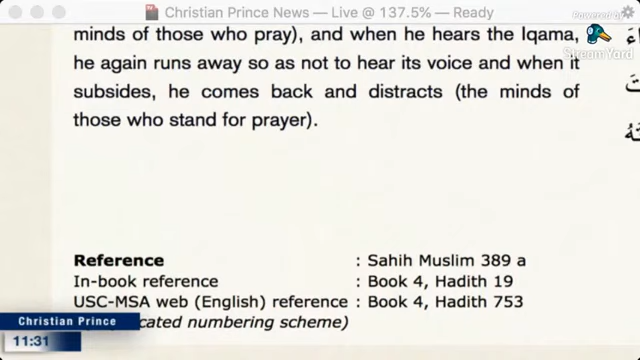 Christian Prince News — Live @ 137.5% — Ready
Powered by
StreamYard
minds of those who pray), and when he hears the Iqama,
he again runs away so as not to hear its voice and when it
subsides, he comes back and distracts (the minds of
those who stand for prayer).
Reference : Sahih Muslim 389 a
In-book reference : Book 4, Hadith 19
USC-MSA web (English) reference : Book 4, Hadith 753
Christian Prince
cated numbering scheme)
11:31